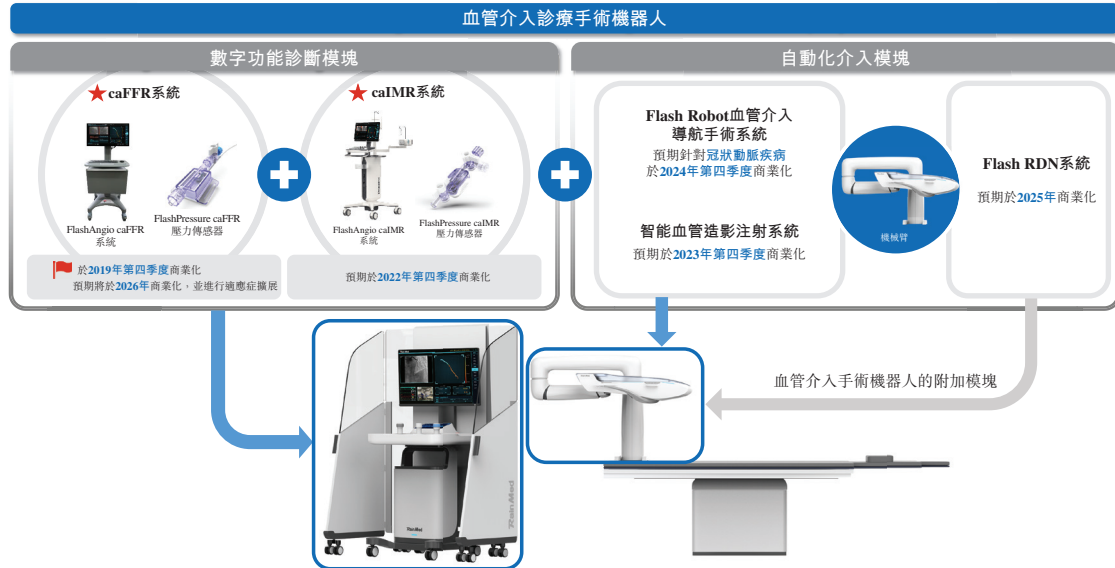 血管介入診療手術機器人
數字功能診斷模塊
★caFFR系統
FlashAngio caFFR
系統
FlashPressure caFFR
壓力傳感器
於2019年第四季度商業化
預期將於2026年商業化，並進行適應症擴展
★caIMR系統
FlashAngio caIMR
系統
FlashPressure caIMR
壓力傳感器
預期於2022年第四季度商業化
自動化介入模塊
Flash Robot血管介入
導航手術系統
預期針對冠狀動脈疾病
於2024年第四季度商業化
智能血管造影注射系統
預期於2023年第四季度商業化
機械臂
Flash RDN系統
預期於2025年商業化
血管介入手術機器人的附加模塊
RainMed
RainMed